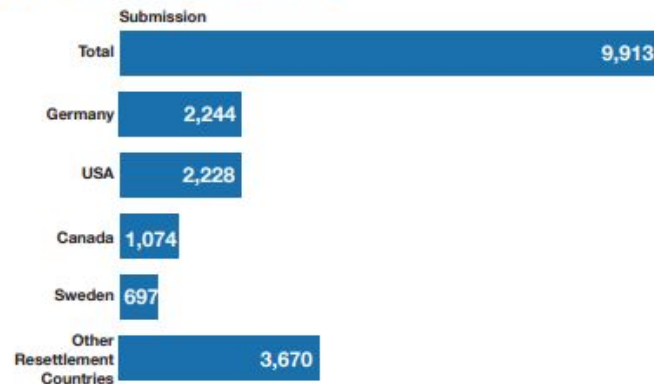 Submission
Total 9,913
Germany 2,244
USA 2,228
Canada 1,074
Sweden 697
Other
Resettlement 3,670
Countries